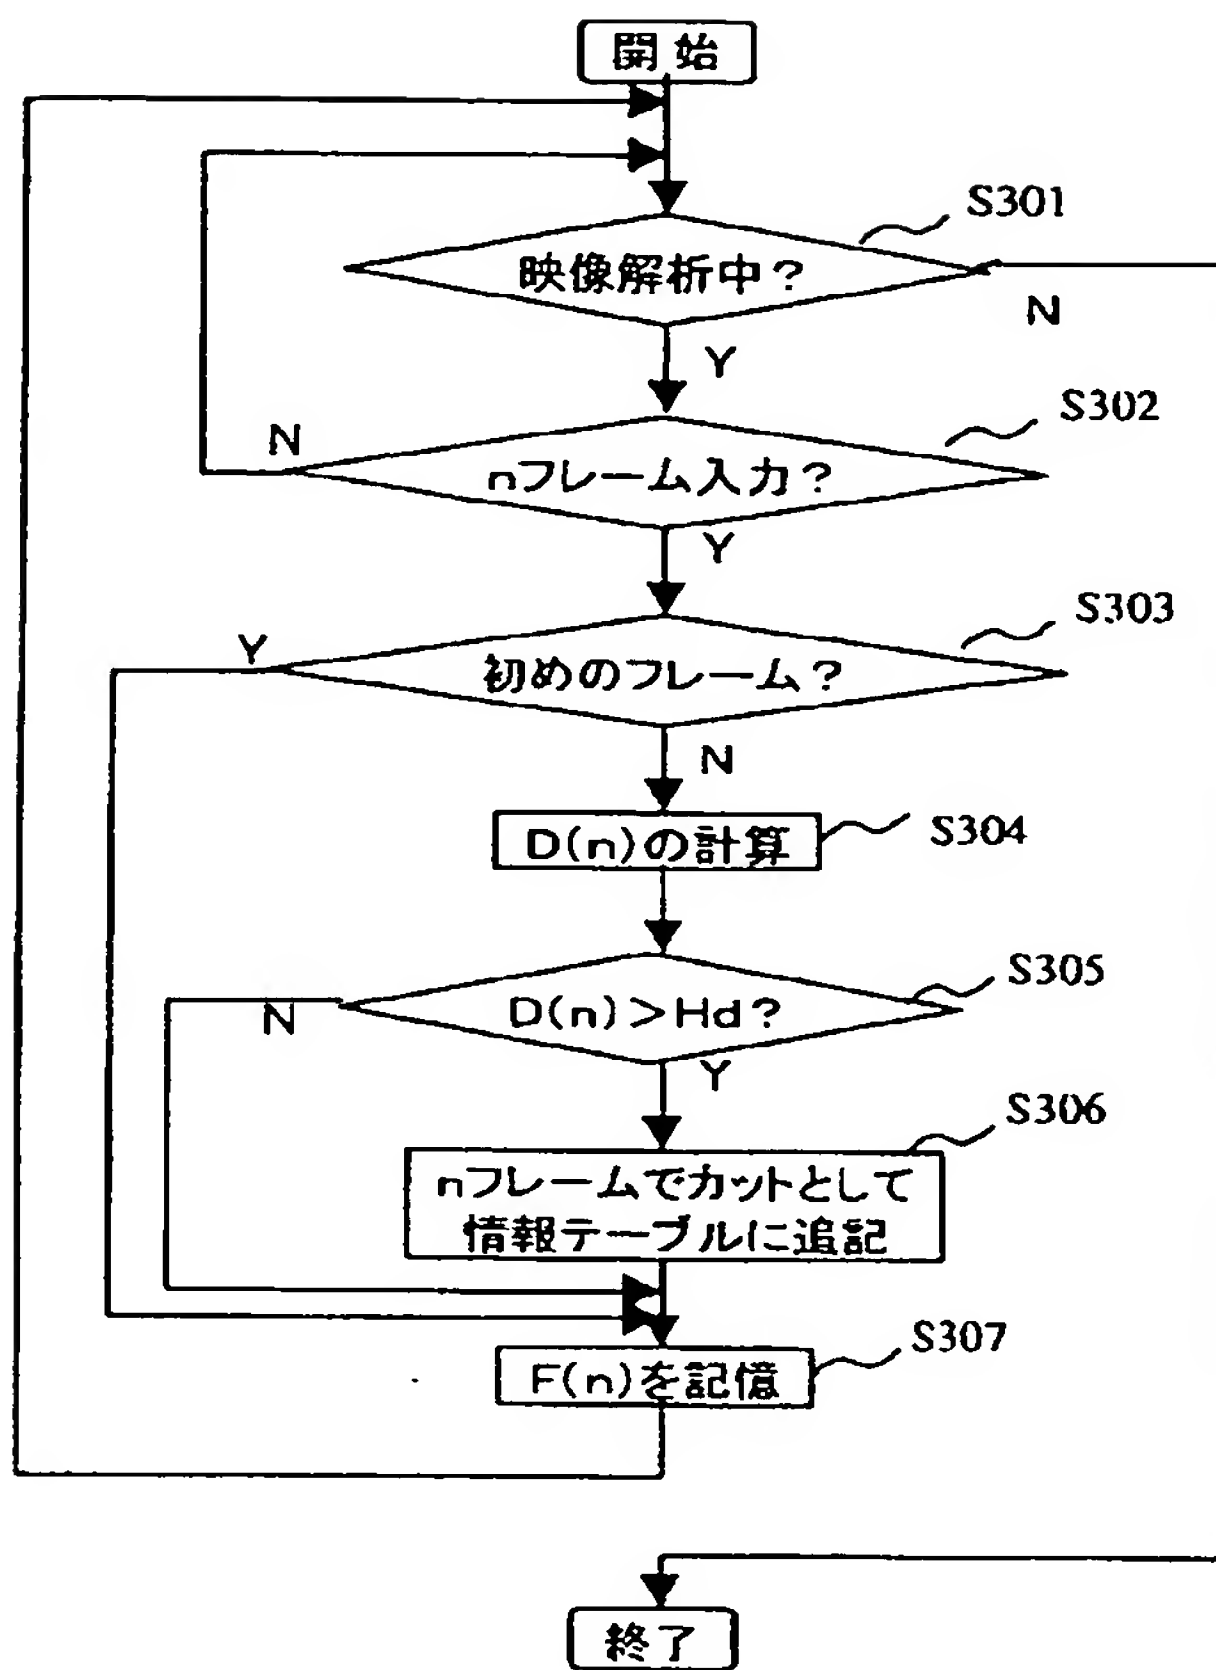 開始
S301
映像解析中?
N
Y
S302
N
nフレーム入力?
Y
S303
Y
初めのフレーム?
N
S304
D(n)の計算
S305
N
D(n)>Hd?
Y
S306
nフレームでカットとして
情報テーブルに追記
S307
F(n)を記憶
終了